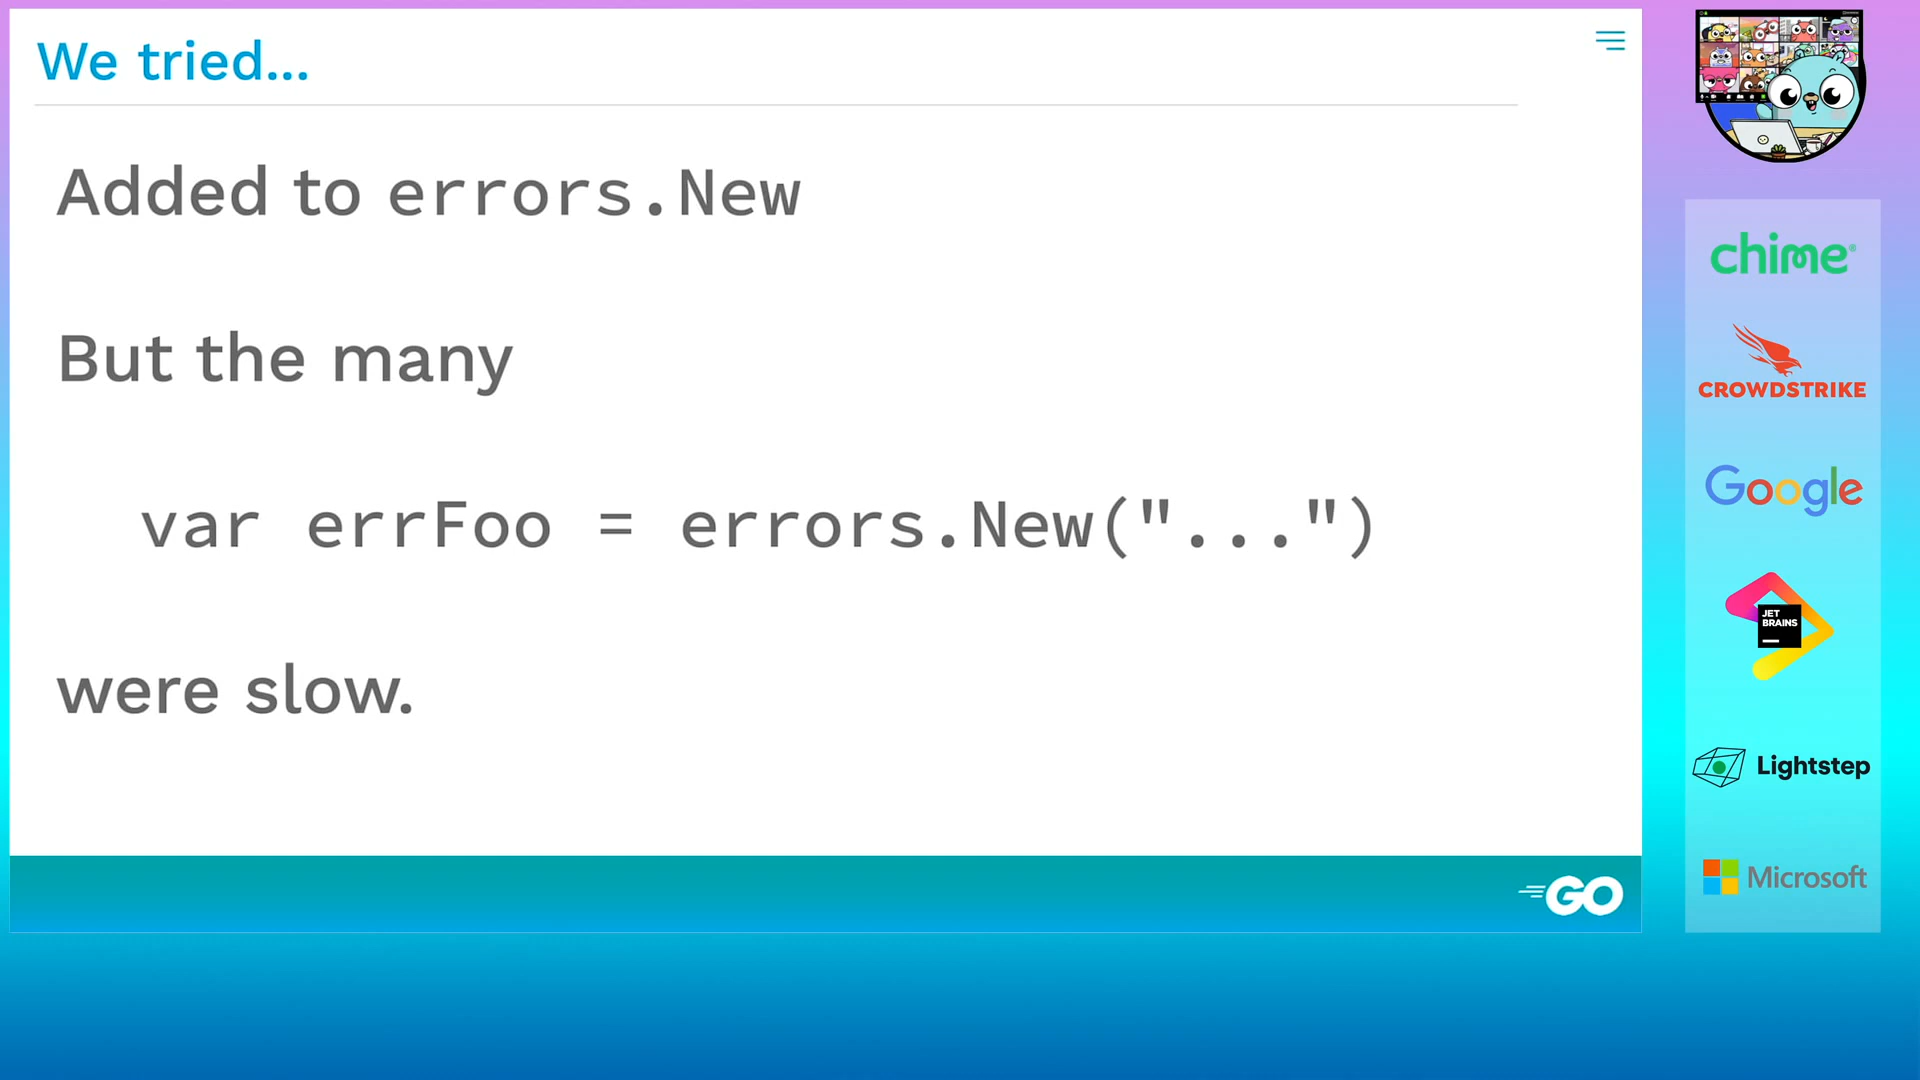 We tried...
Added to errors.New
But the many
var errFoo = errors.New("...")
were slow.
GO
chime
CROWDSTRIKE
Google
JET
BRAINS
Lightstep
Microsoft